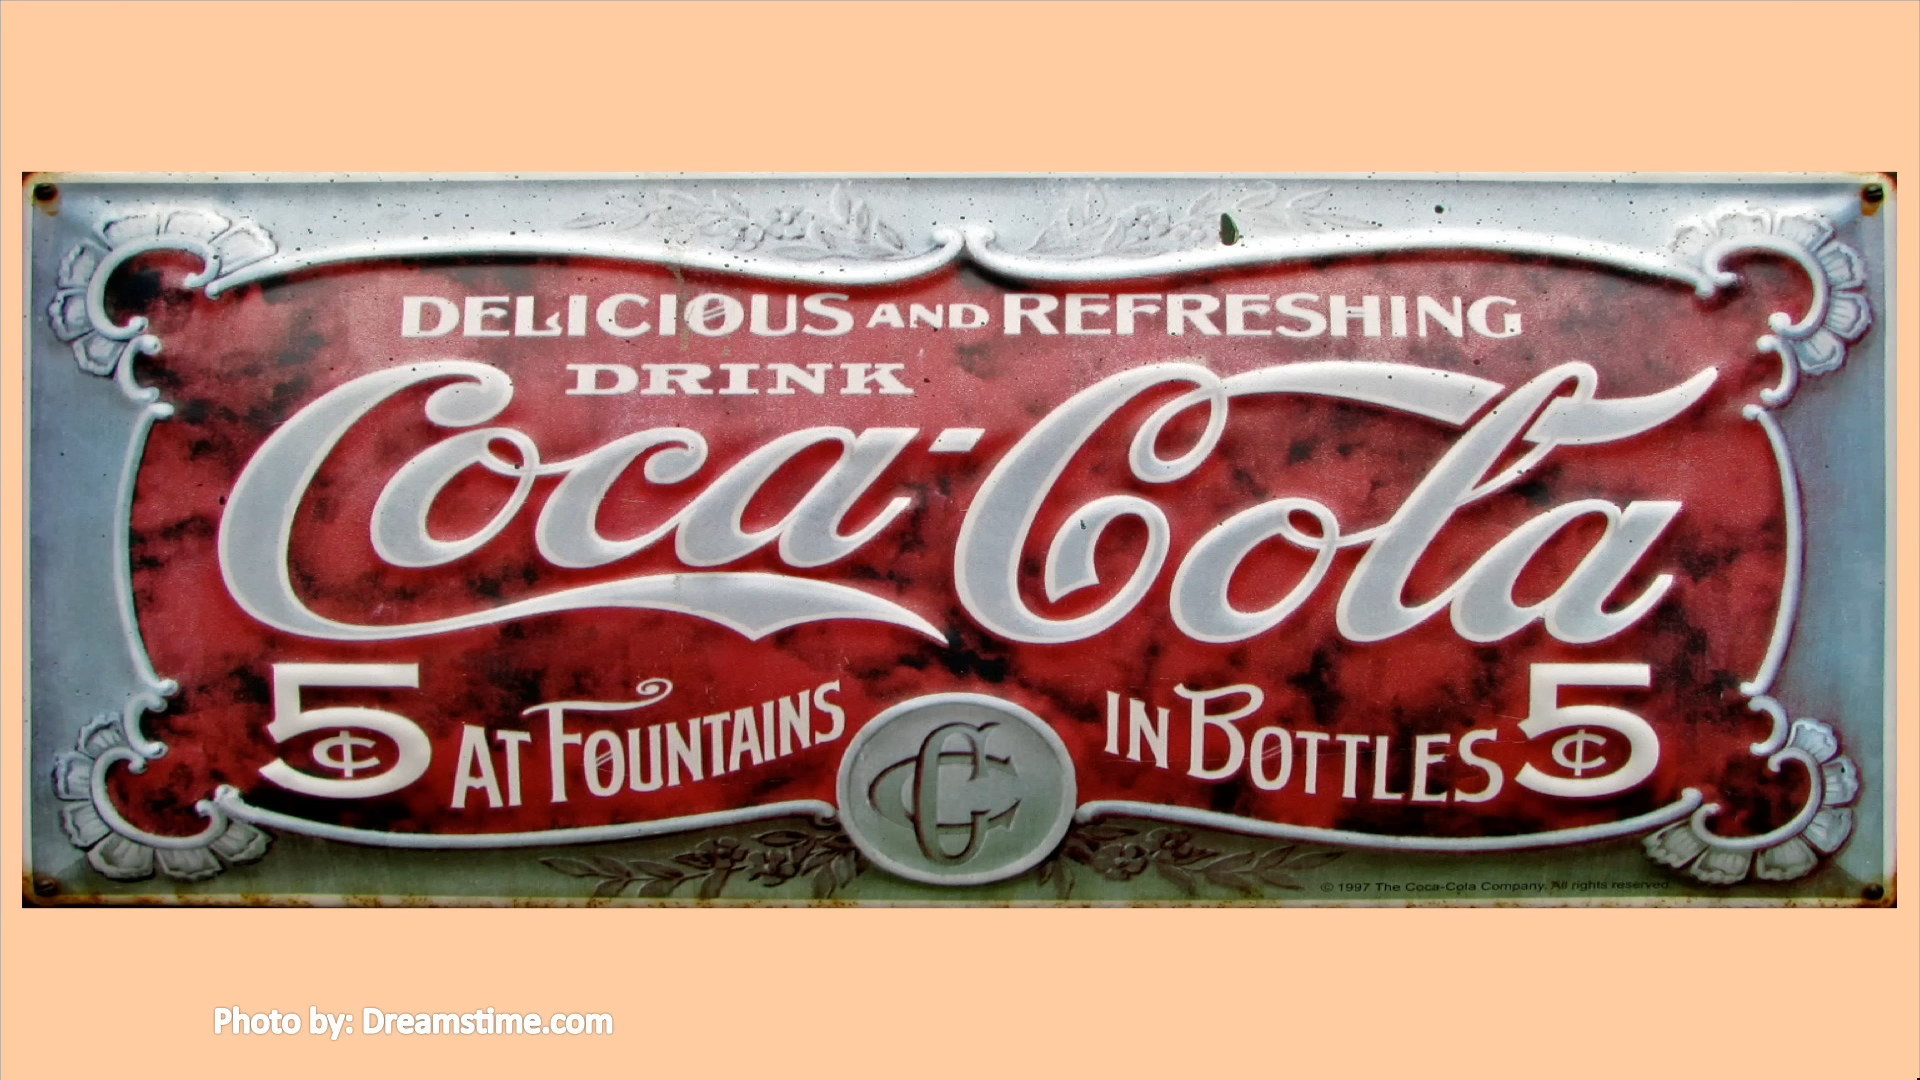 DELICIOUS AND REFRESHING
DRINK
Coca-Cola
5¢ AT FOUNTAINS
CC
IN BOTTLES 5¢
© 1997 The Coca-Cola Company. All rights reserved.
Photo by: Dreamstime.com